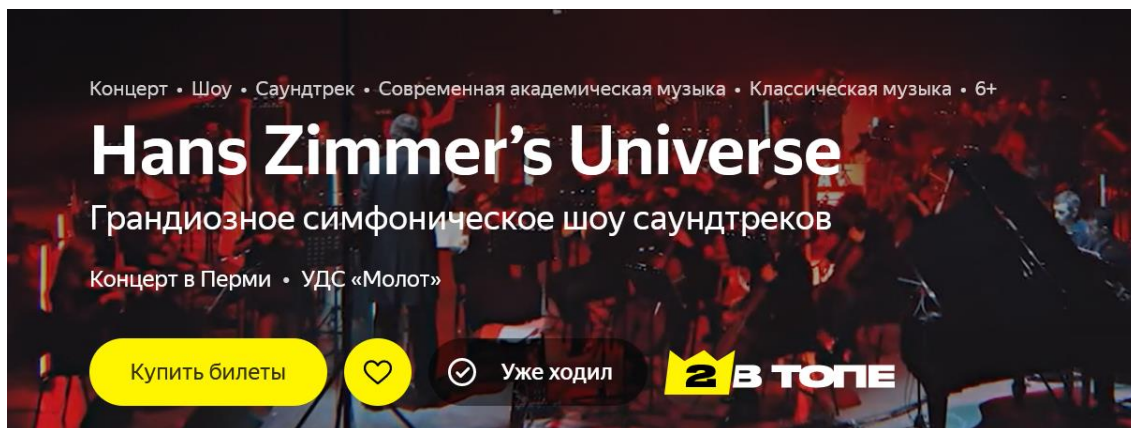 Концерт • Шоу • Саундтрек • Современная академическая музыка • Классическая музыка • 6+
Hans Zimmer’s Universe
Грандиозное симфоническое шоу саундтреков
Концерт в Перми • УДС «Молот»
Купить билеты Уже ходил 2 В ТОПЕ